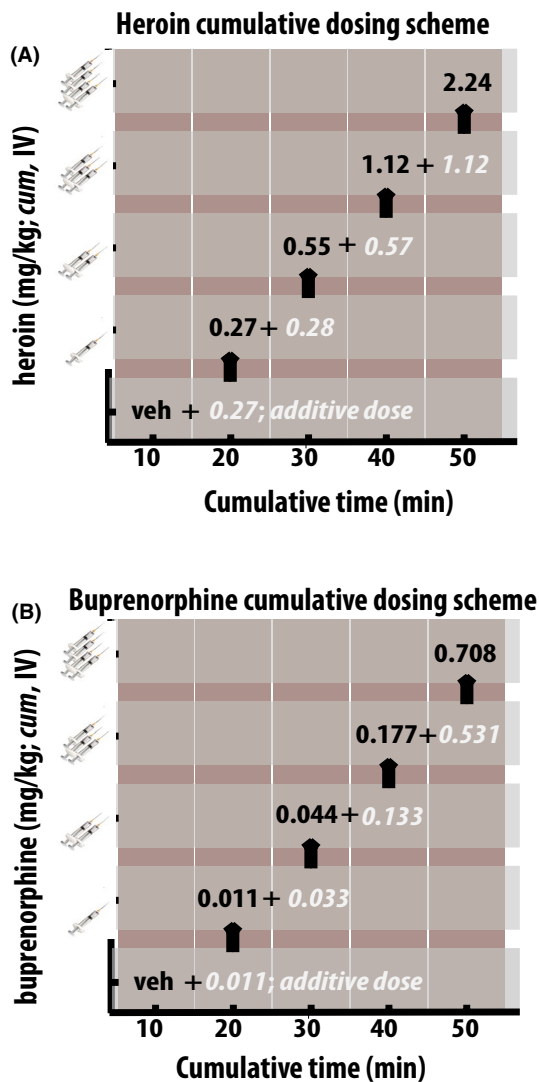 Heroin cumulative dosing scheme
(A)
heroin (mg/kg; cum, IV)
2.24
1.12 + 1.12
0.55 + 0.57
0.27+ 0.28
veh + 0.27; additive dose
10 20 30 40 50
Cumulative time (min)
(B)
Buprenorphine cumulative dosing scheme
buprenorphine (mg/kg; cum, IV)
0.708
0.177+0.531
0.044+0.133
0.011+ 0.033
veh +0.011; additive dose
10 20 30 40 50
Cumulative time (min)